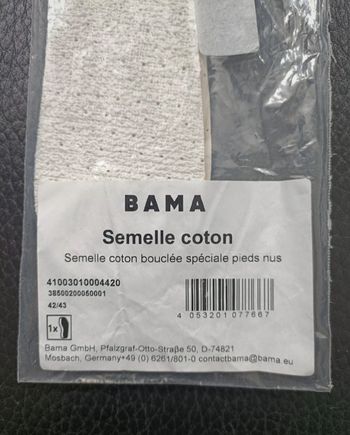 BAMA
Semelle coton
Semelle coton bouclée spéciale pieds nus
41003010004420
38500200050001
42/43
4 053201 077667
1x
Bama GmbH, Pfalzgraf-Otto-Straße 50, D-74821
Mosbach, Germany+49 (0) 6261/801-0 contactbama@bama.eu